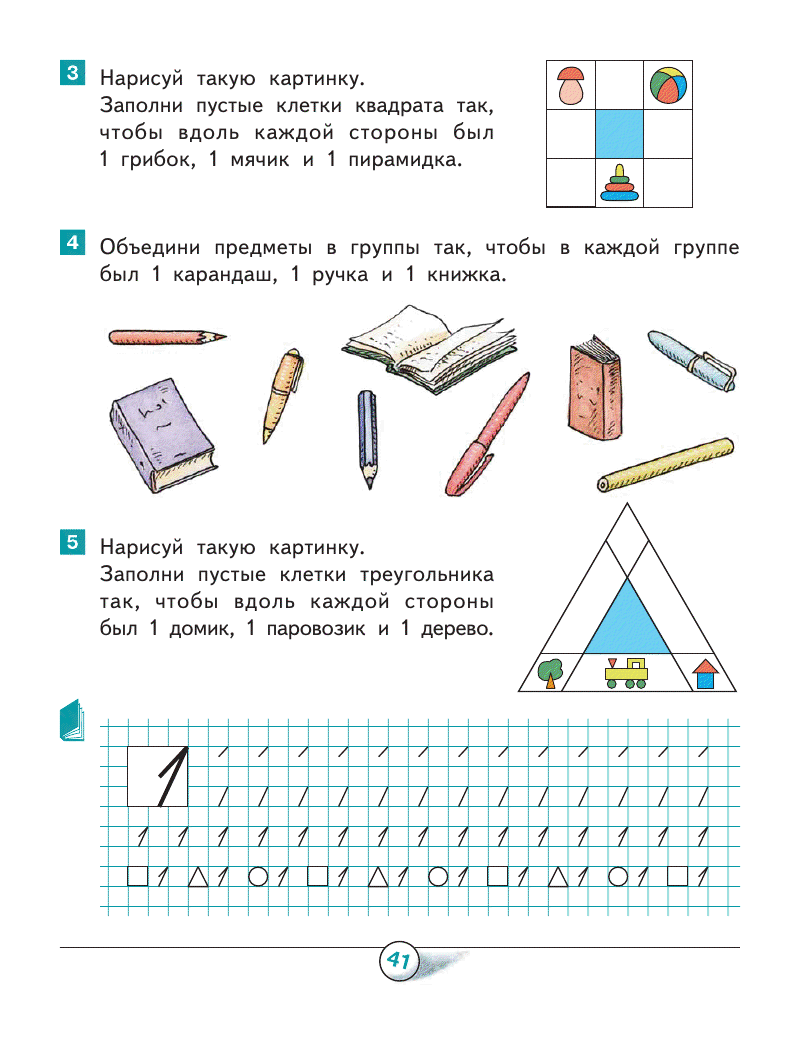 3 Нарисуй такую картинку.
Заполни пустые клетки квадрата так,
чтобы вдоль каждой стороны был
1 грибок, 1 мячик и 1 пирамидка.
4 Объедини предметы в группы так, чтобы в каждой группе
был 1 карандаш, 1 ручка и 1 книжка.
5 Нарисуй такую картинку.
Заполни пустые клетки треугольника
так, чтобы вдоль каждой стороны
был 1 домик, 1 паровозик и 1 дерево.
1
1 1 1 1 1 1 1 1 1 1 1 1 1 1 1
1 1 1 1 1 1 1 1 1 1
41